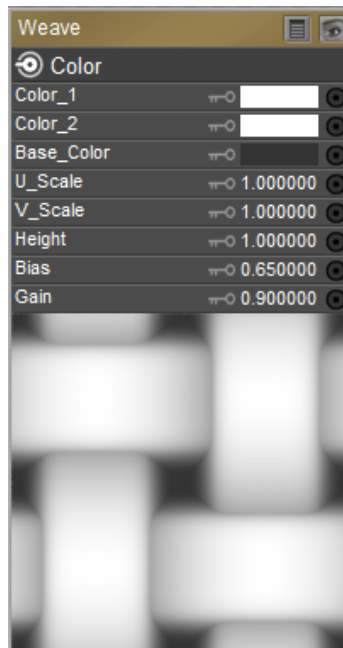 Weave
Color
Color_1
Color_2
Base_Color
U_Scale 1.000000
V_Scale 1.000000
Height 1.000000
Bias 0.650000
Gain 0.900000